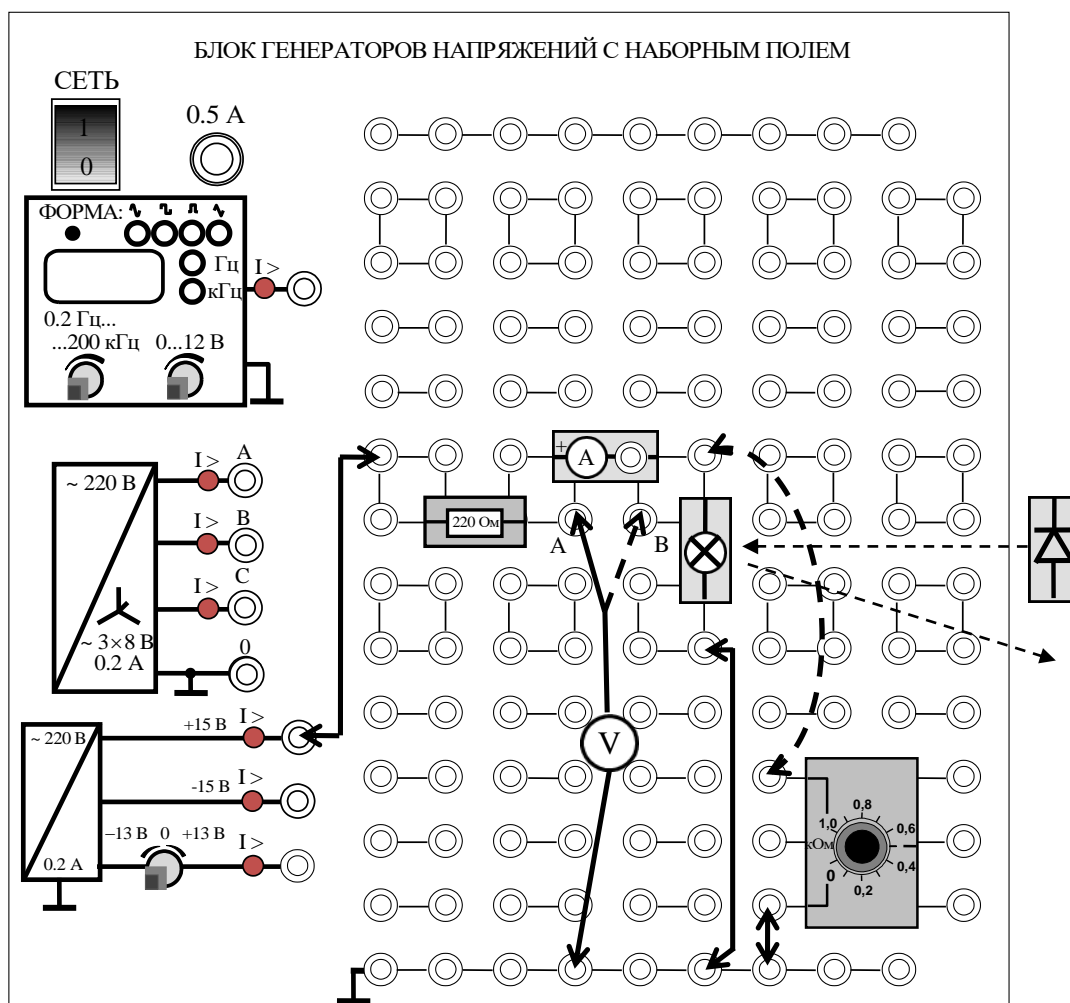 БЛОК ГЕНЕРАТОРОВ НАПРЯЖЕНИЙ С НАБОРНЫМ ПОЛЕМ
СЕТЬ
1
0
0.5 А
ФОРМА:
Гц
кГц
I >
0.2 Гц...
...200 кГц
0...12 В
~ 220 В
I >
A
I >
B
I >
C
~ 3×8 В
0.2 А
0
+
A
220 Ом
A
B
V
~ 220 В
+15 В
I >
-15 В
I >
−13 В
0
+13 В
I >
0.2 А
0,8
1,0
0,6
кОм
0,4
0
0,2